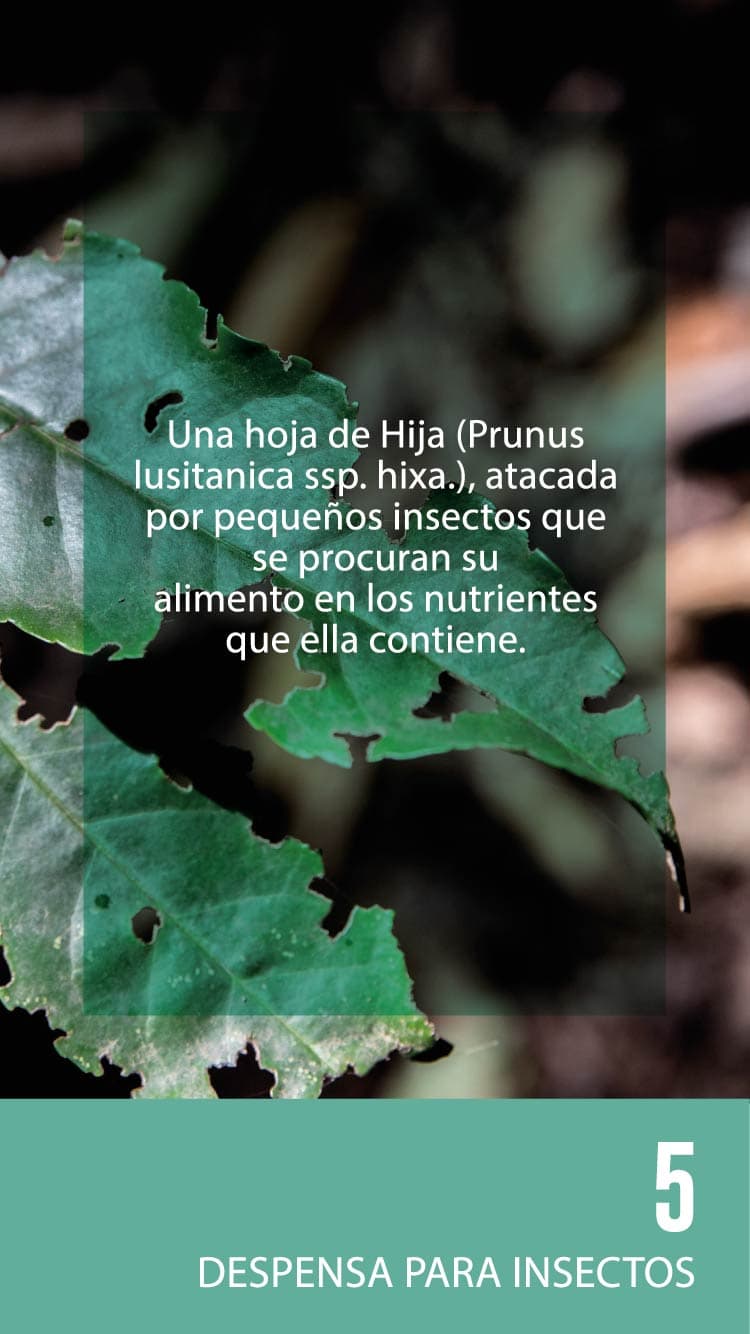 Una hoja de Hija (Prunus
lusitanica ssp. hixa.), atacada
por pequeños insectos que
se procuran su
alimento en los nutrientes
que ella contiene.
5
DESPENSA PARA INSECTOS